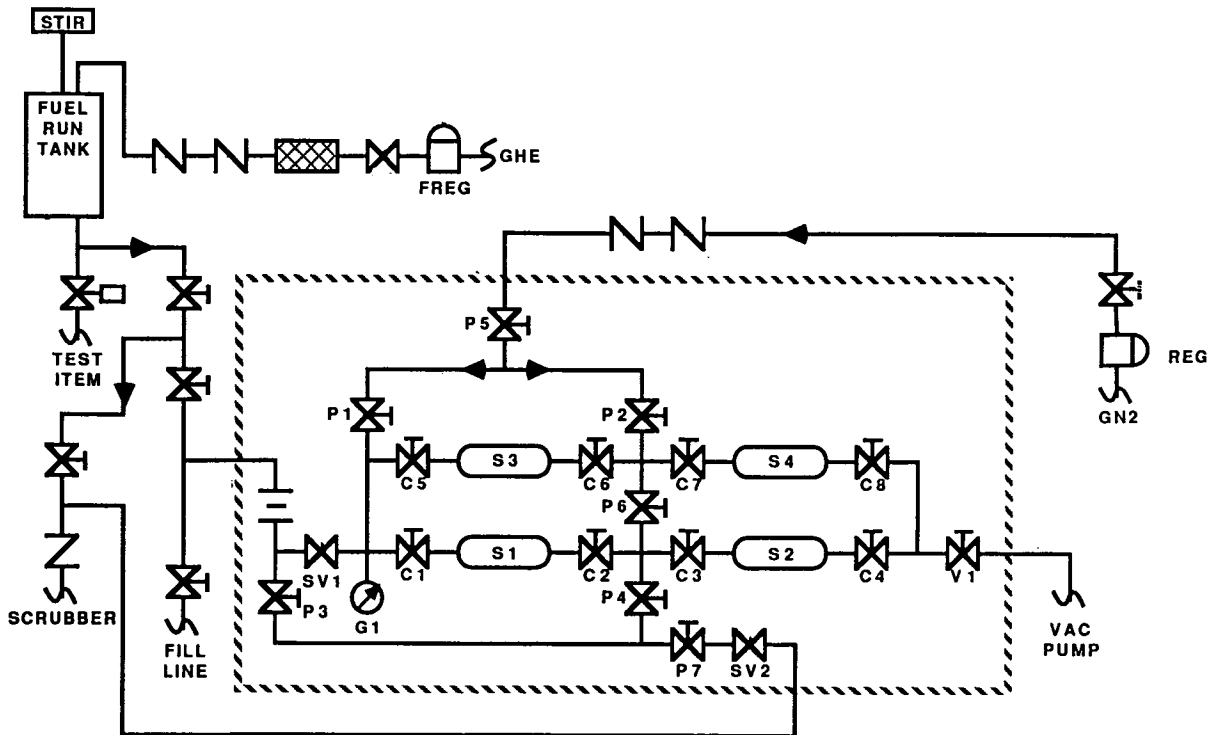 STIR
FUEL
RUN
TANK
GHE
FREG
TEST
ITEM
P5
REG
GN2
P1
P2
S3
S4
C5
C6
C7
C8
P6
S1
S2
SV1
C1
C2
C3
C4
V1
P3
G1
P4
SCRUBBER
FILL
LINE
P7
SV2
VAC
PUMP